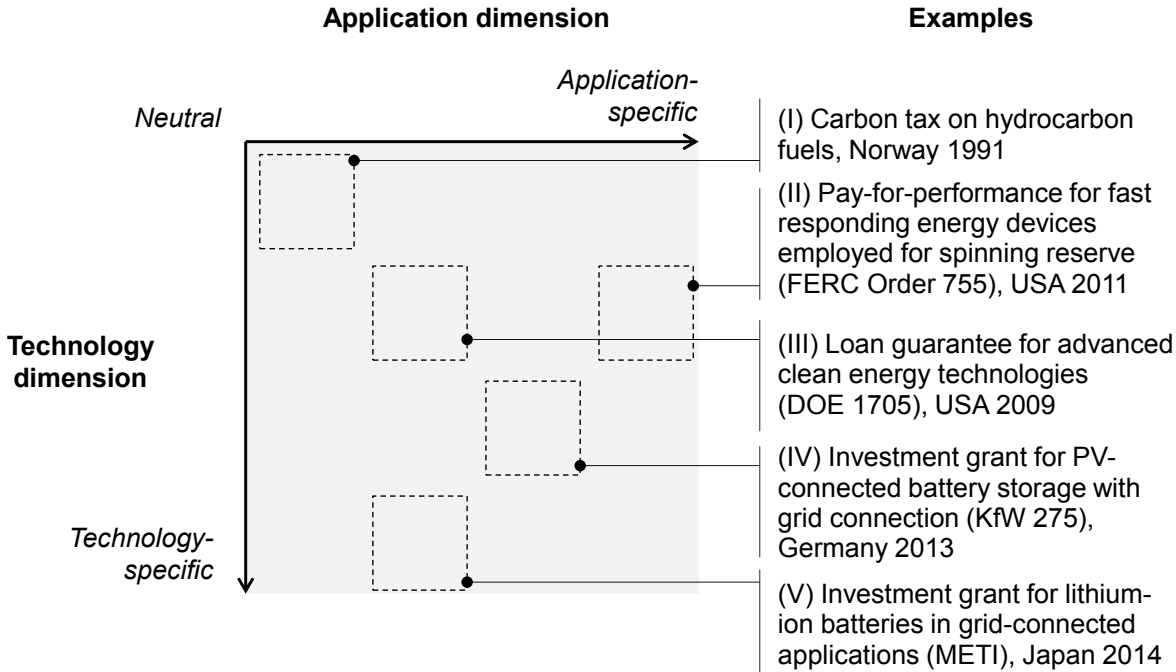 Application dimension
Examples
Neutral
Application-
specific
Technology
dimension
Technology-
specific
(I) Carbon tax on hydrocarbon
fuels, Norway 1991
(II) Pay-for-performance for fast
responding energy devices
employed for spinning reserve
(FERC Order 755), USA 2011
(III) Loan guarantee for advanced
clean energy technologies
(DOE 1705), USA 2009
(IV) Investment grant for PV-
connected battery storage with
grid connection (KfW 275),
Germany 2013
(V) Investment grant for lithium-
ion batteries in grid-connected
applications (METI), Japan 2014